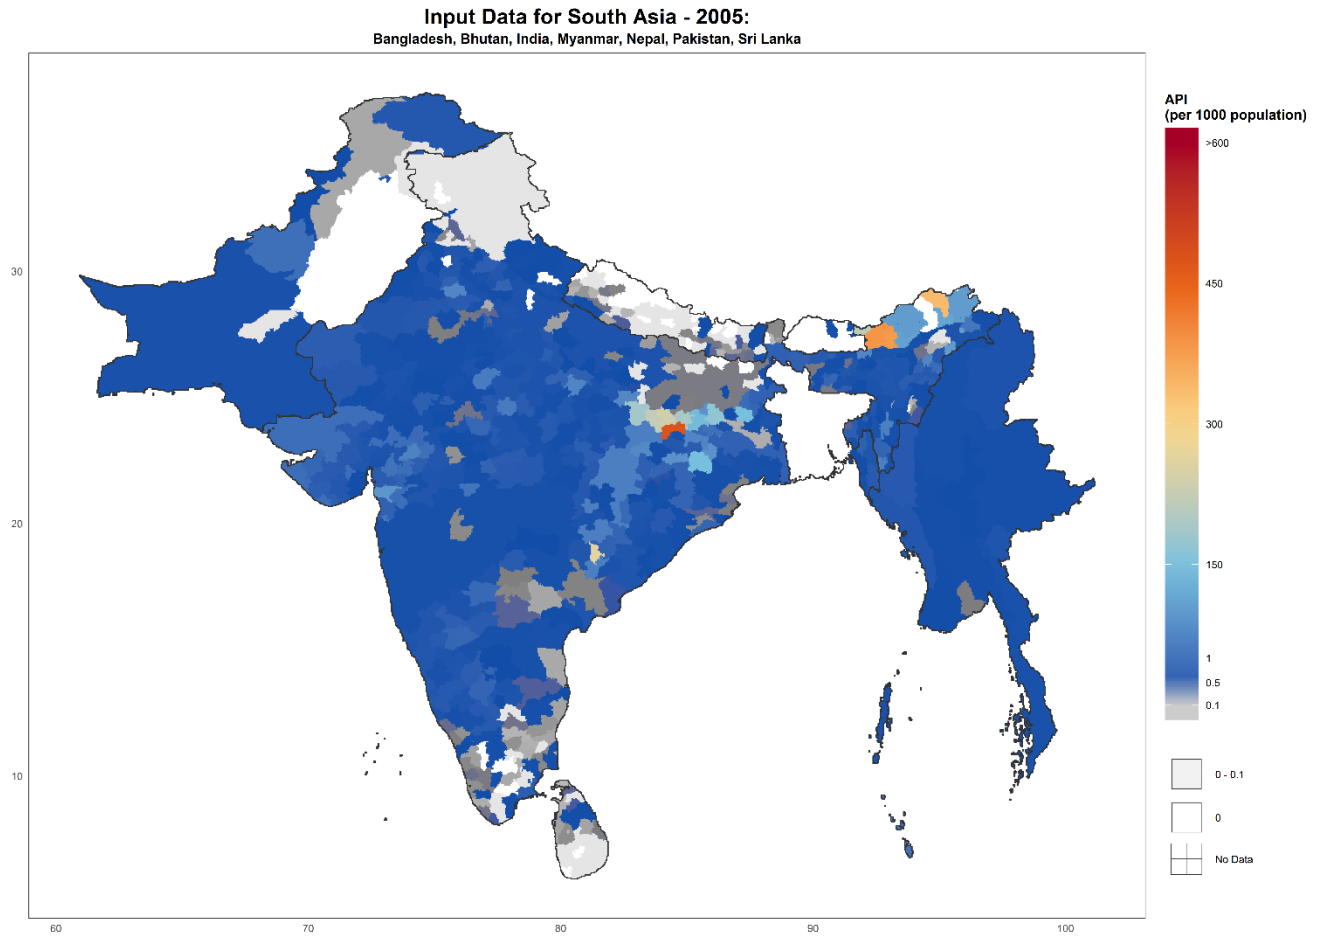 Input Data for South Asia - 2005:
Bangladesh, Bhutan, India, Myanmar, Nepal, Pakistan, Sri Lanka
API
(per 1000 population)
>600
450
300
150
1
0.5
0.1
0 - 0.1
0
No Data
30
20
10
60
70
80
90
100